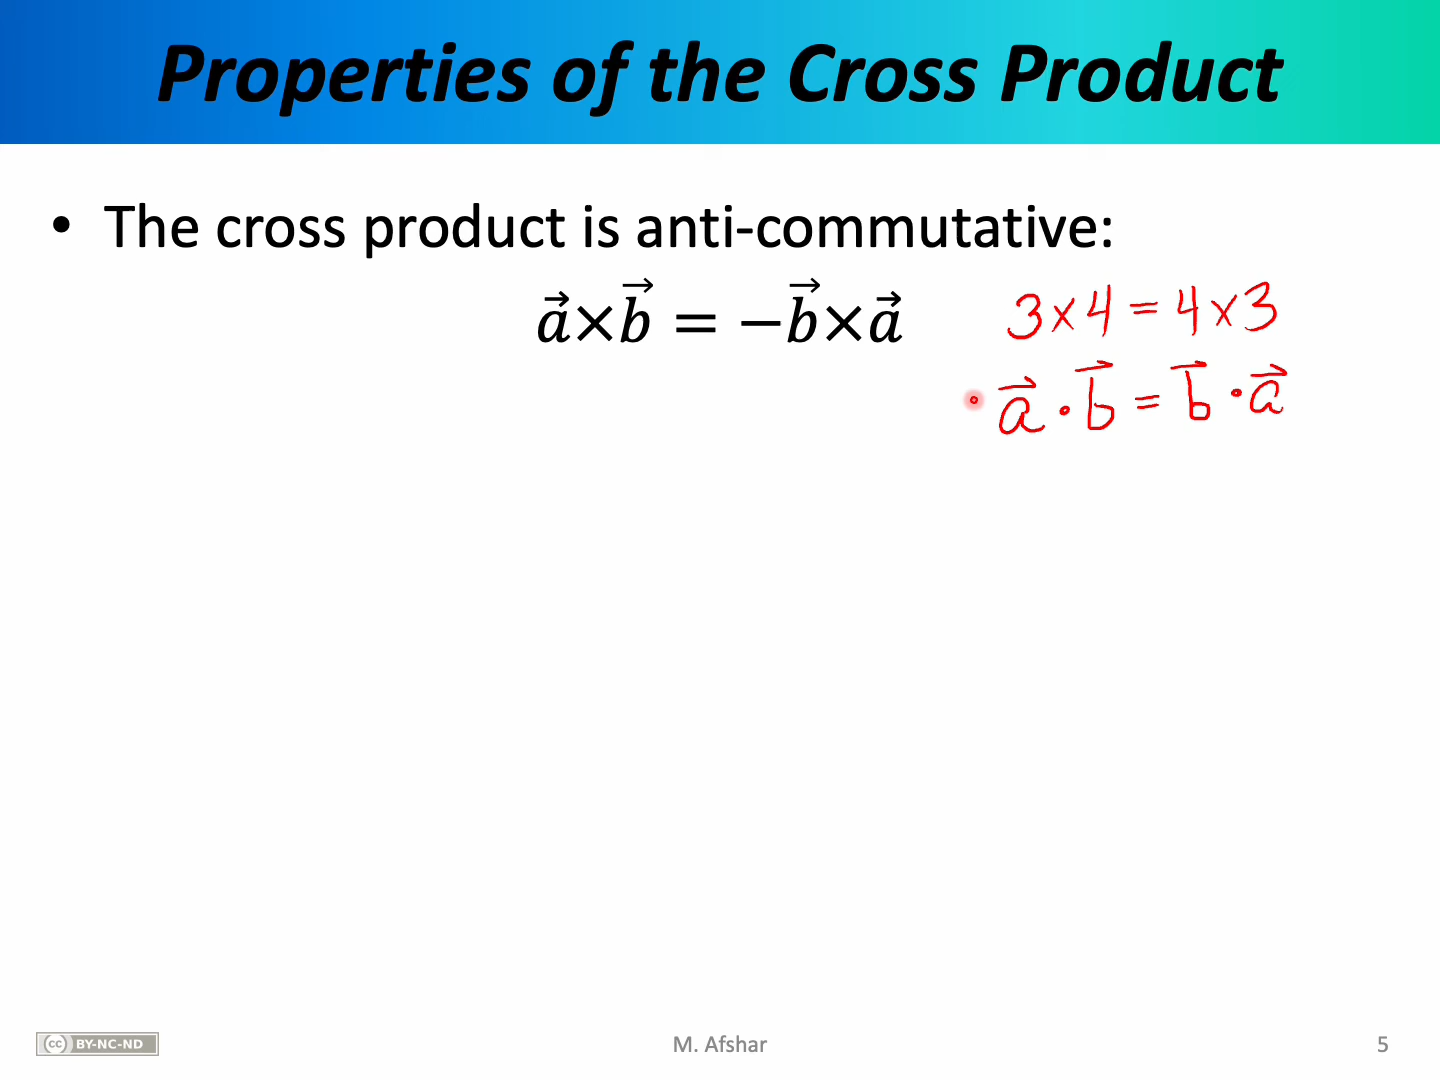 Properties of the Cross Product
• The cross product is anti-commutative:
a⃗×b⃗ = −b⃗×a⃗
3×4 = 4×3
a⃗ · b⃗ = b⃗ · a⃗
cc BY-NC-ND
M. Afshar
5